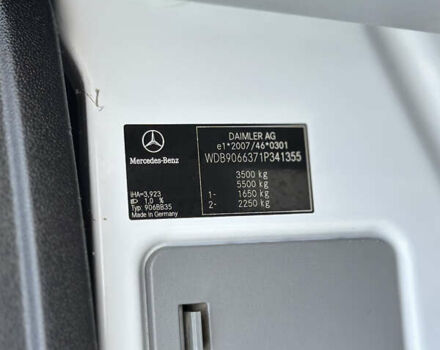 DAIMLER AG
e1*2007/46*0301
WDB9066371P341355
Mercedes-Benz
3500 kg
5500 kg
1- 1650 kg
2- 2250 kg
iHA=3,923
1,0 %
Typ: 906BB35
Made in Germany